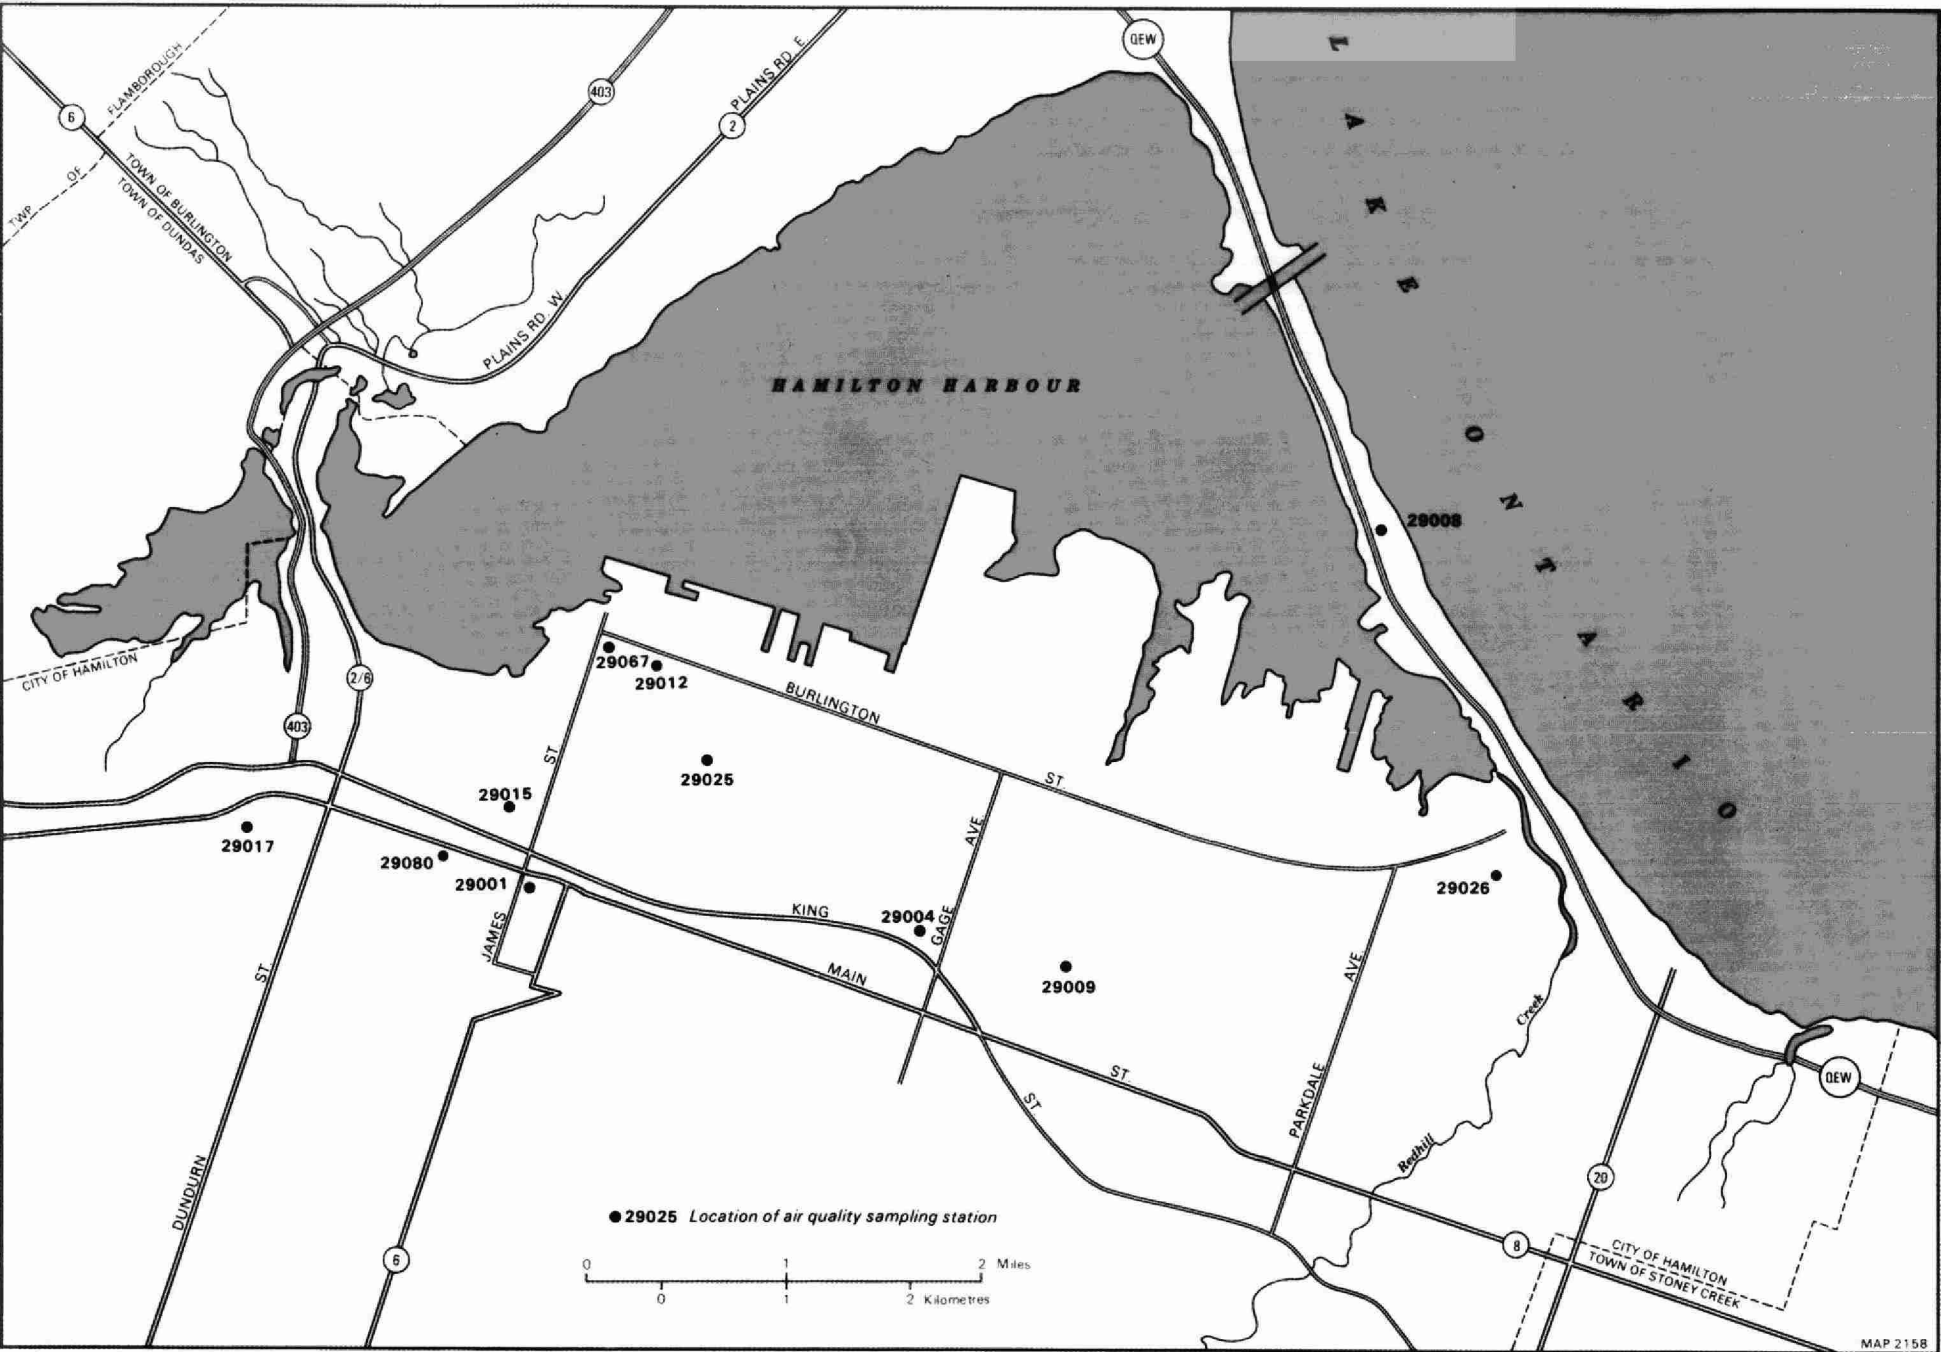 QEW
L A K E
O N T A R I O
403
PLAINS RD. E.
2
6
FLAMBOROUGH
OF
TWP
TOWN OF BURLINGTON
TOWN OF DUNDAS
PLAINS RD. W.
HAMILTON HARBOUR
29008
CITY OF HAMILTON
2/6
403
29067
29012
BURLINGTON
ST.
ST
29025
29015
29017
29080
29001
AVE.
29026
KING
29004
GAGE
JAMES
MAIN
ST.
29009
AVE.
Creek
QEW
ST.
ST
PARKDALE
Redhill
DUNDURN
20
29025 Location of air quality sampling station
6
8
CITY OF HAMILTON
TOWN OF STONEY CREEK
0 1 2 Miles
0 1 2 Kilometres
MAP 2158